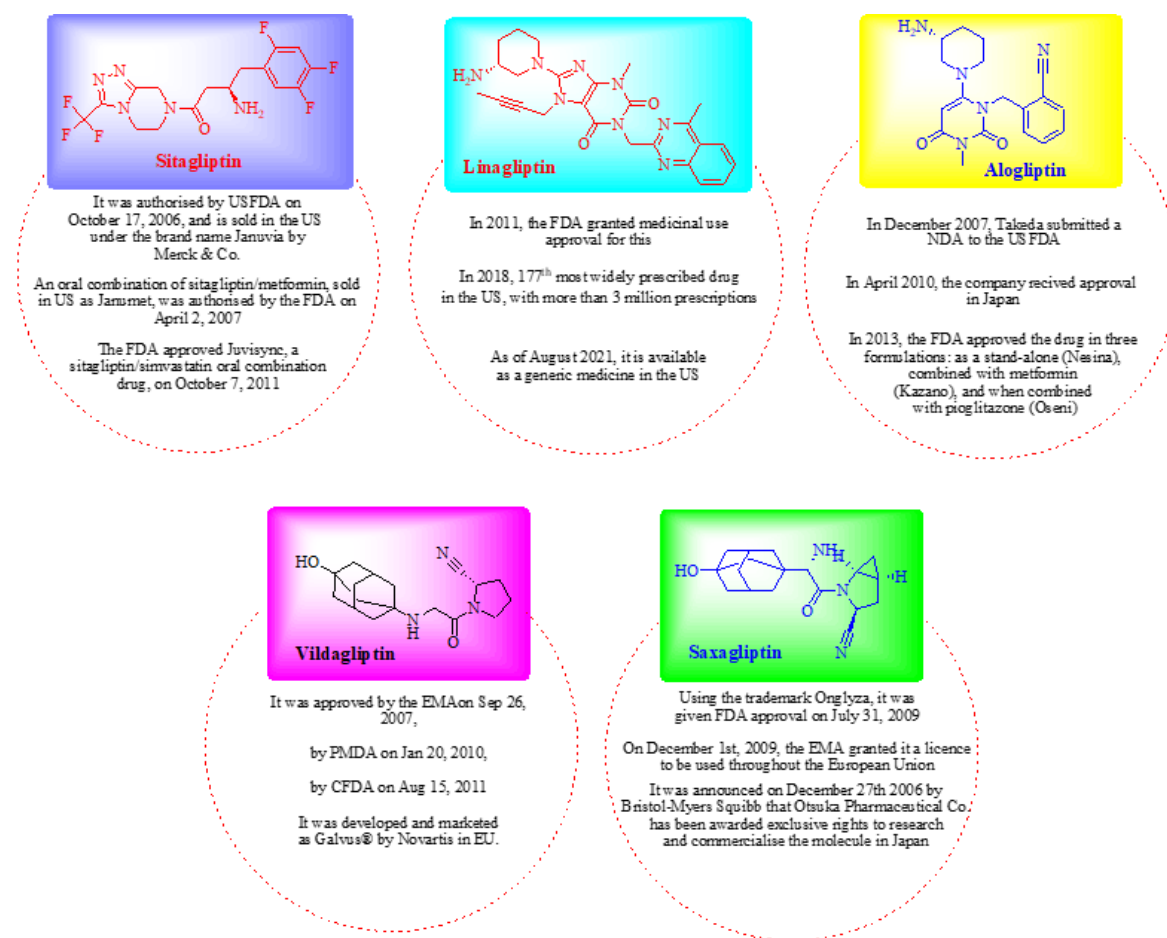 Sitagliptin
It was authorised by USFDA on
October 17, 2006, and is sold in the US
under the brand name Januvia by
Merck & Co.
An oral combination of sitagliptin/metformin, sold
in US as Janumet, was authorised by the FDA on
April 2, 2007
The FDA approved Juvisync, a
sitagliptin/simvastatin oral combination
drug, on October 7, 2011
Linagliptin
In 2011, the FDA granted medicinal use
approval for this
In 2018, 177th most widely prescribed drug
in the US, with more than 3 million prescriptions
As of August 2021, it is available
as a generic medicine in the US
Alogliptin
In December 2007, Takeda submitted a
NDA to the US FDA
In April 2010, the company recived approval
in Japan
In 2013, the FDA approved the drug in three
formulations: as a stand-alone (Nesina),
combined with metformin
(Kazano), and when combined
with pioglitazone (Oseni)
Vildagliptin
It was approved by the EMAon Sep 26,
2007,
by PMDA on Jan 20, 2010,
by CFDA on Aug 15, 2011
It was developed and marketed
as Galvus® by Novartis in EU.
Saxagliptin
Using the trademark Onglyza, it was
given FDA approval on July 31, 2009
On December 1st, 2009, the EMA granted it a licence
to be used throughout the European Union
It was announced on December 27th 2006 by
Bristol-Myers Squibb that Otsuka Pharmaceutical Co.
has been awarded exclusive rights to research
and commercialise the molecule in Japan